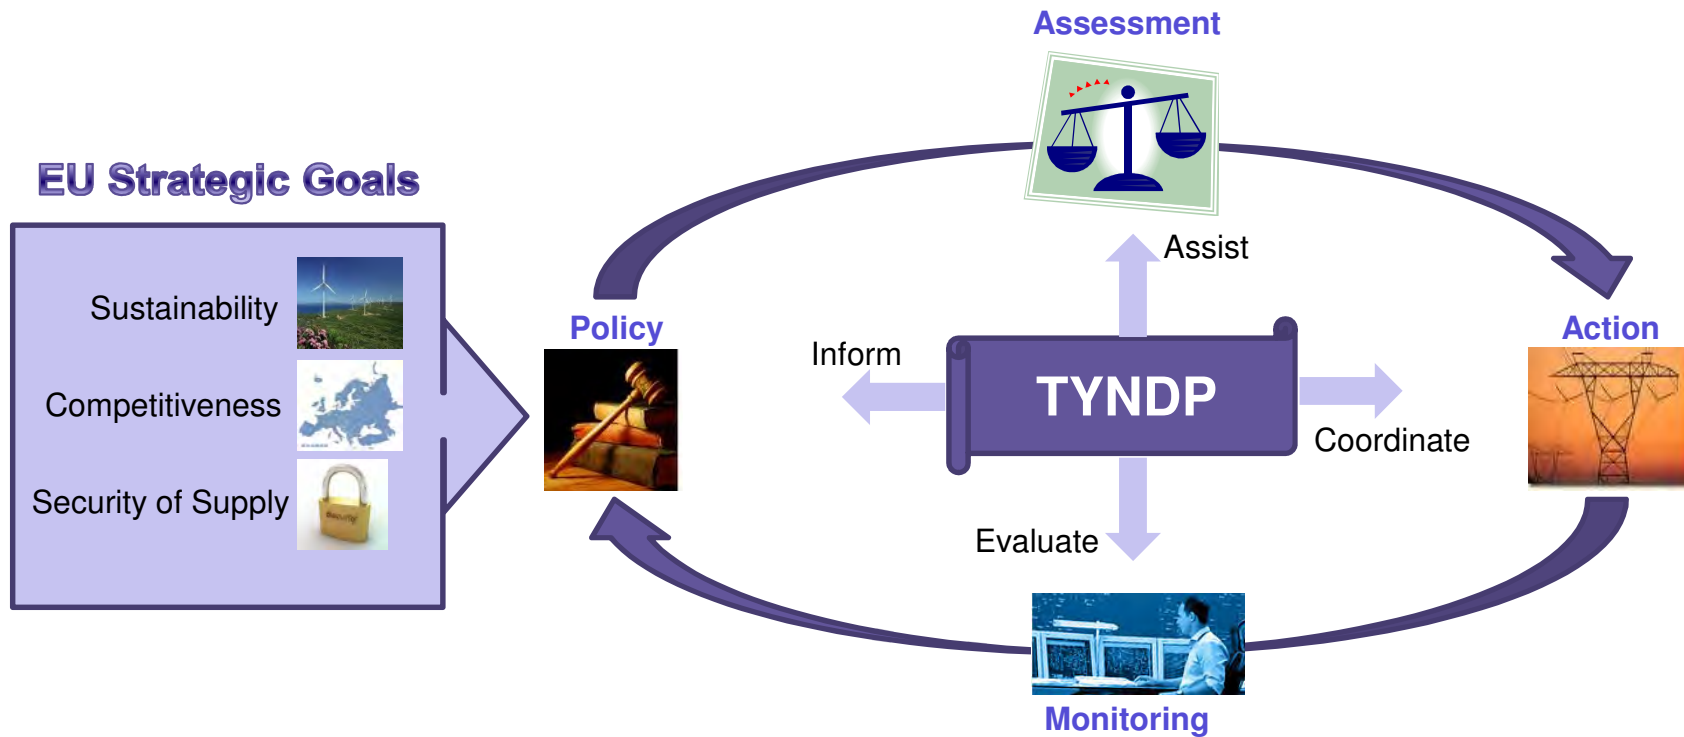 Assessment
EU Strategic Goals
Sustainability
Competitiveness
Security of Supply
Policy
Assist
Inform
TYNDP
Action
Coordinate
Evaluate
Monitoring